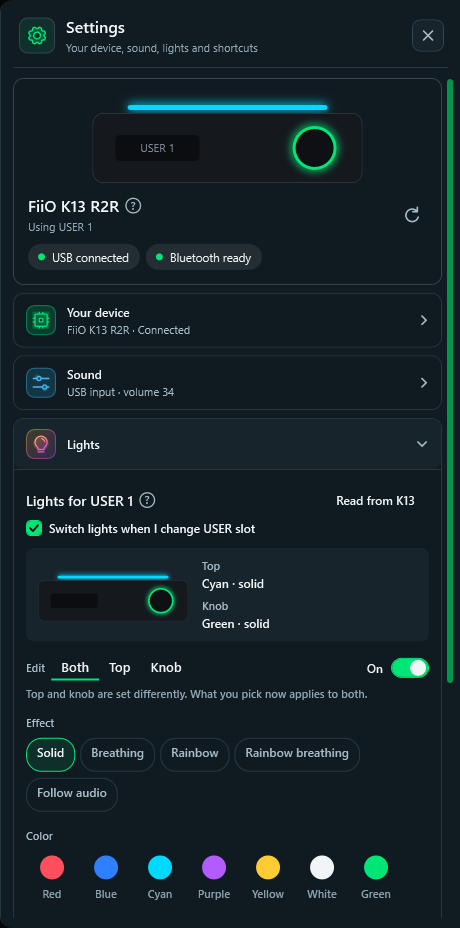 Settings
Your device, sound, lights and shortcuts
USER 1
FiiO K13 R2R ?
Using USER 1
USB connected Bluetooth ready
Your device
FiiO K13 R2R · Connected
Sound
USB input · volume 34
Lights
Lights for USER 1 ? Read from K13
Switch lights when I change USER slot
Top
Cyan · solid
Knob
Green · solid
Edit Both Top Knob On
Top and knob are set differently. What you pick now applies to both.
Effect
Solid Breathing Rainbow Rainbow breathing
Follow audio
Color
Red Blue Cyan Purple Yellow White Green